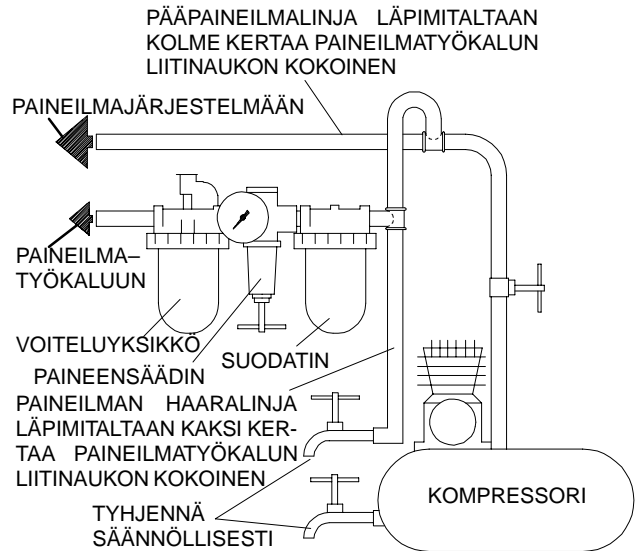 PÄÄPAINEILMALINJA LÄPIMITALTAAN
KOLME KERTAA PAINEILMATYÖKALUN
LIITINAUKON KOKOINEN
PAINEILMAJÄRJESTELMÄÄN
PAINEILMA–
TYÖKALUUN
VOITELUYKSIKKÖ
SUODATIN
PAINEENSÄÄDIN
PAINEILMAN HAARALINJA
LÄPIMITALTAAN KAKSI KER-
TAA PAINEILMATYÖKALUN
LIITINAUKON KOKOINEN
KOMPRESSORI
TYHJENNÄ
SÄÄNNÖLLISESTI